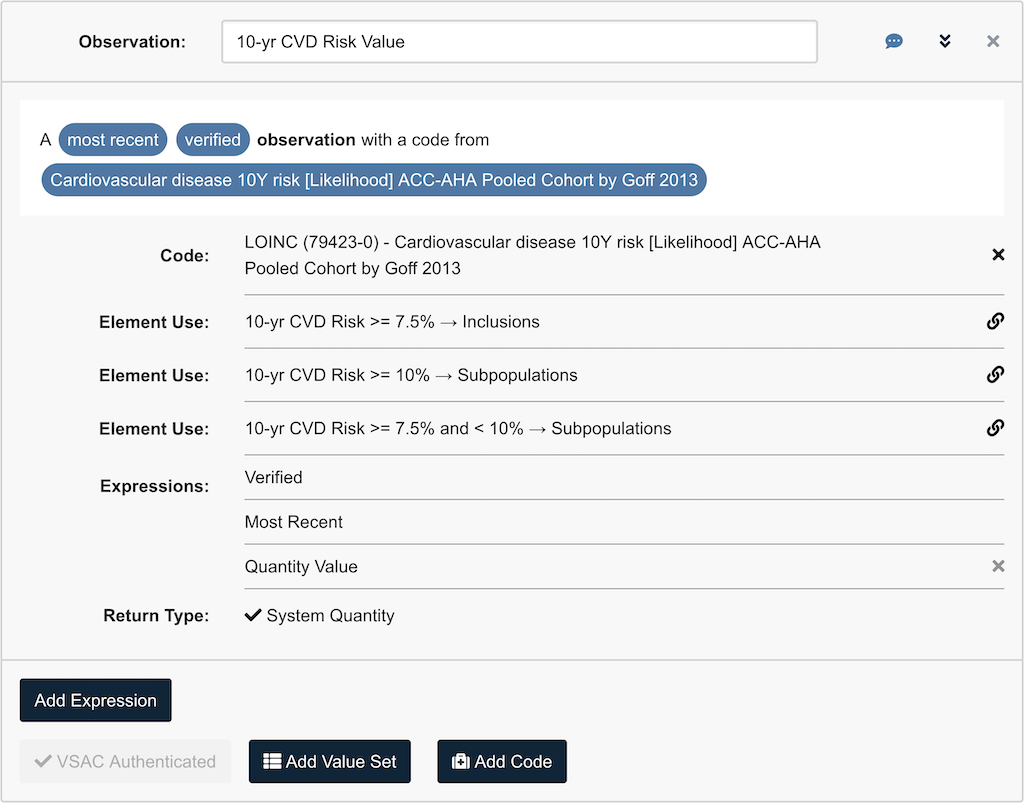 Observation: 10-yr CVD Risk Value
A most recent verified observation with a code from
Cardiovascular disease 10Y risk [Likelihood] ACC-AHA Pooled Cohort by Goff 2013
Code: LOINC (79423-0) - Cardiovascular disease 10Y risk [Likelihood] ACC-AHA
Pooled Cohort by Goff 2013
Element Use: 10-yr CVD Risk >= 7.5% → Inclusions
Element Use: 10-yr CVD Risk >= 10% → Subpopulations
Element Use: 10-yr CVD Risk >= 7.5% and < 10% → Subpopulations
Expressions: Verified
Most Recent
Quantity Value
Return Type: System Quantity
Add Expression
VSAC Authenticated Add Value Set Add Code